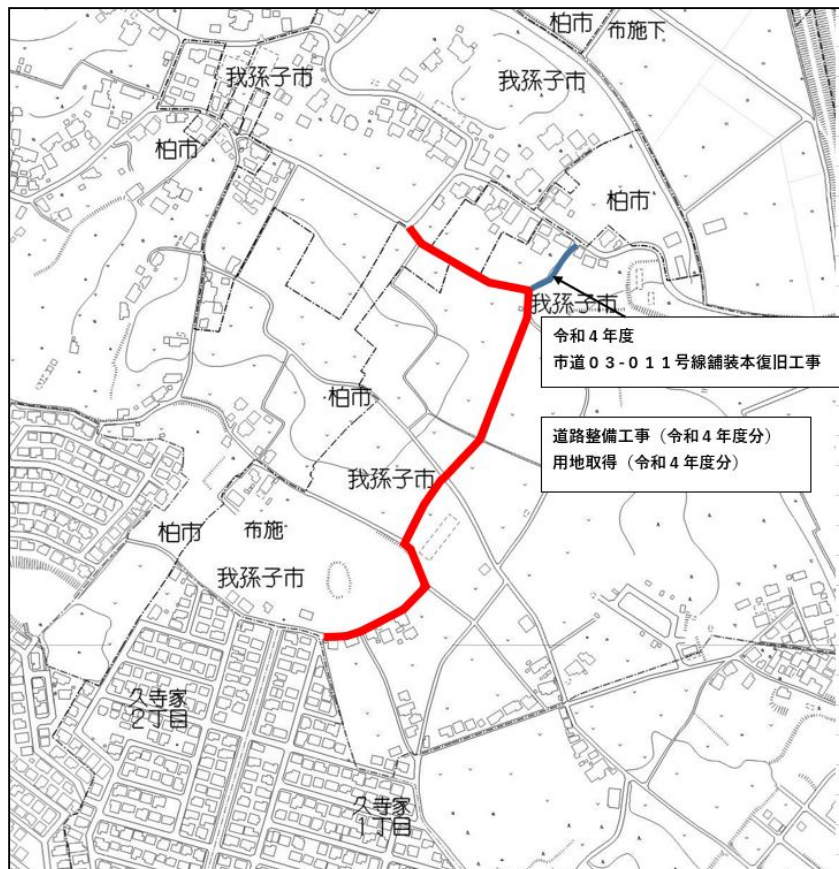 柏市
布施下
我孫子市
我孫子市
柏市
柏市
我孫子市
令和４年度
市道０３-０１１号線舗装本復旧工事
柏市
道路整備工事（令和４年度分）
用地取得（令和４年度分）
我孫子市
柏市
布施
我孫子市
久寺家
2丁目
久寺家
1丁目